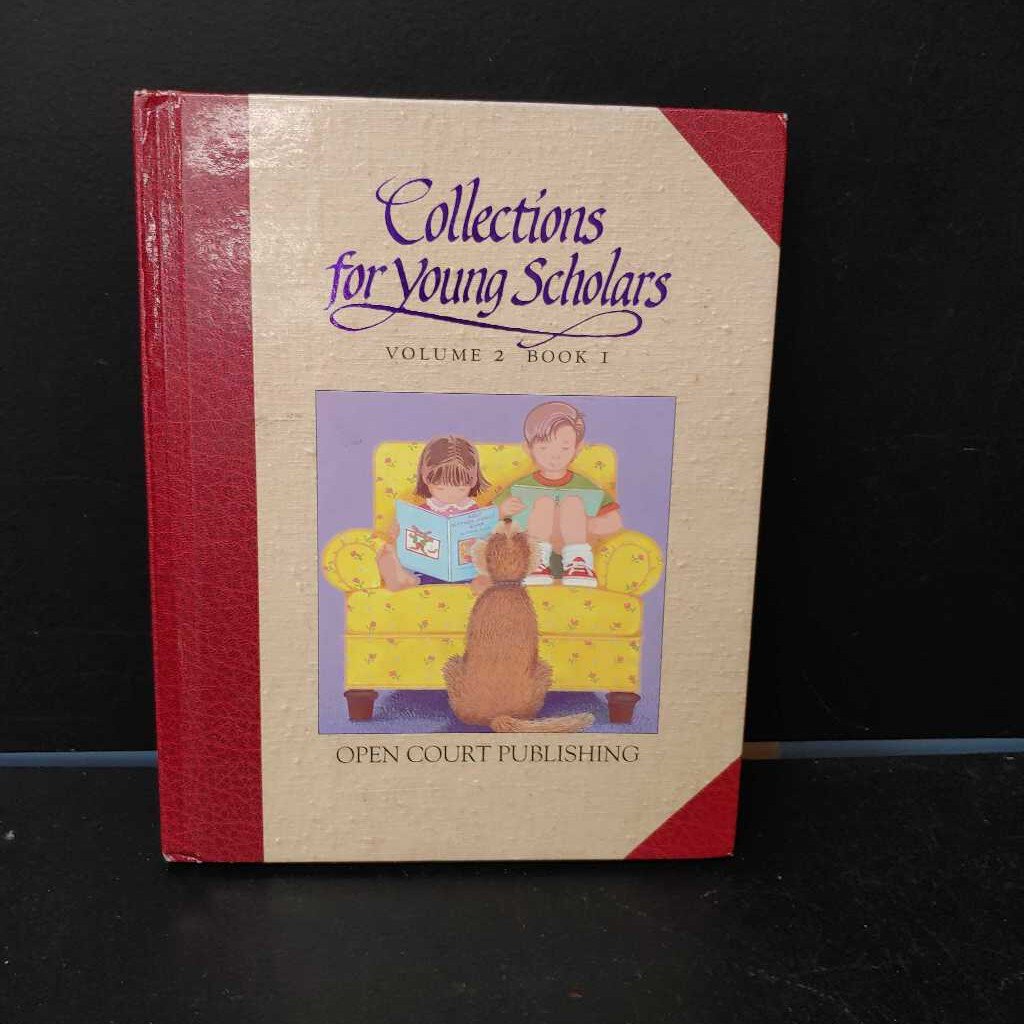 Collections
for Young Scholars
VOLUME 2 BOOK 1
OPEN COURT PUBLISHING